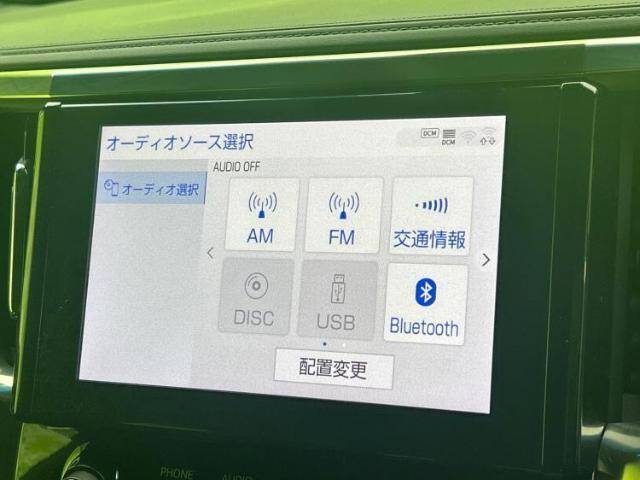 オーディオソース選択
DCM
DCM
AUDIO OFF
オーディオ選択
AM
FM
交通情報
DISC
USB
Bluetooth
配置変更
PHONE
AUDIO